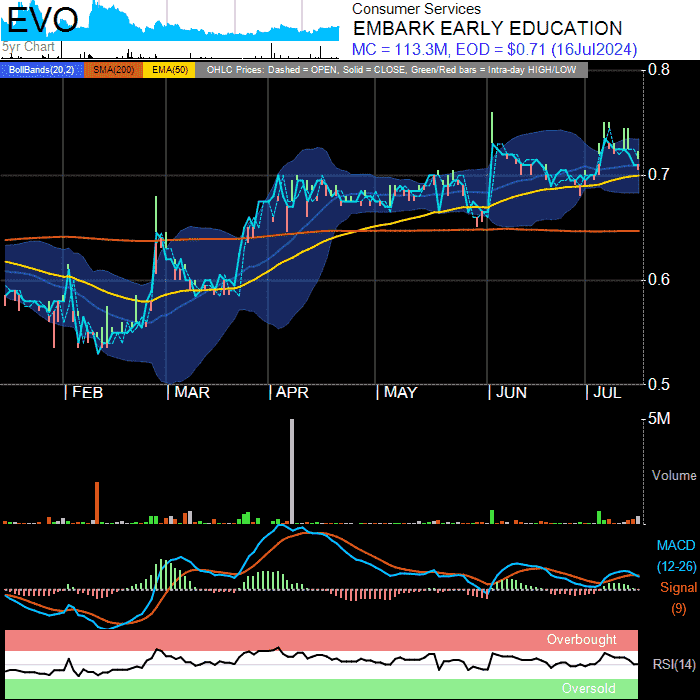 EVO
5yr Chart
Consumer Services
EMBARK EARLY EDUCATION
MC = 113.3M, EOD = $0.71 (16Jul2024)
BollBands(20,2) SMA(200) EMA(50) OHLC Prices: Dashed = OPEN, Solid = CLOSE, Green/Red bars = Intra-day HIGH/LOW
0.8
0.7
0.6
0.5
| FEB | MAR | APR | MAY | JUN | JUL
5M
Volume
MACD
(12-26)
Signal
(9)
Overbought
RSI(14)
Oversold